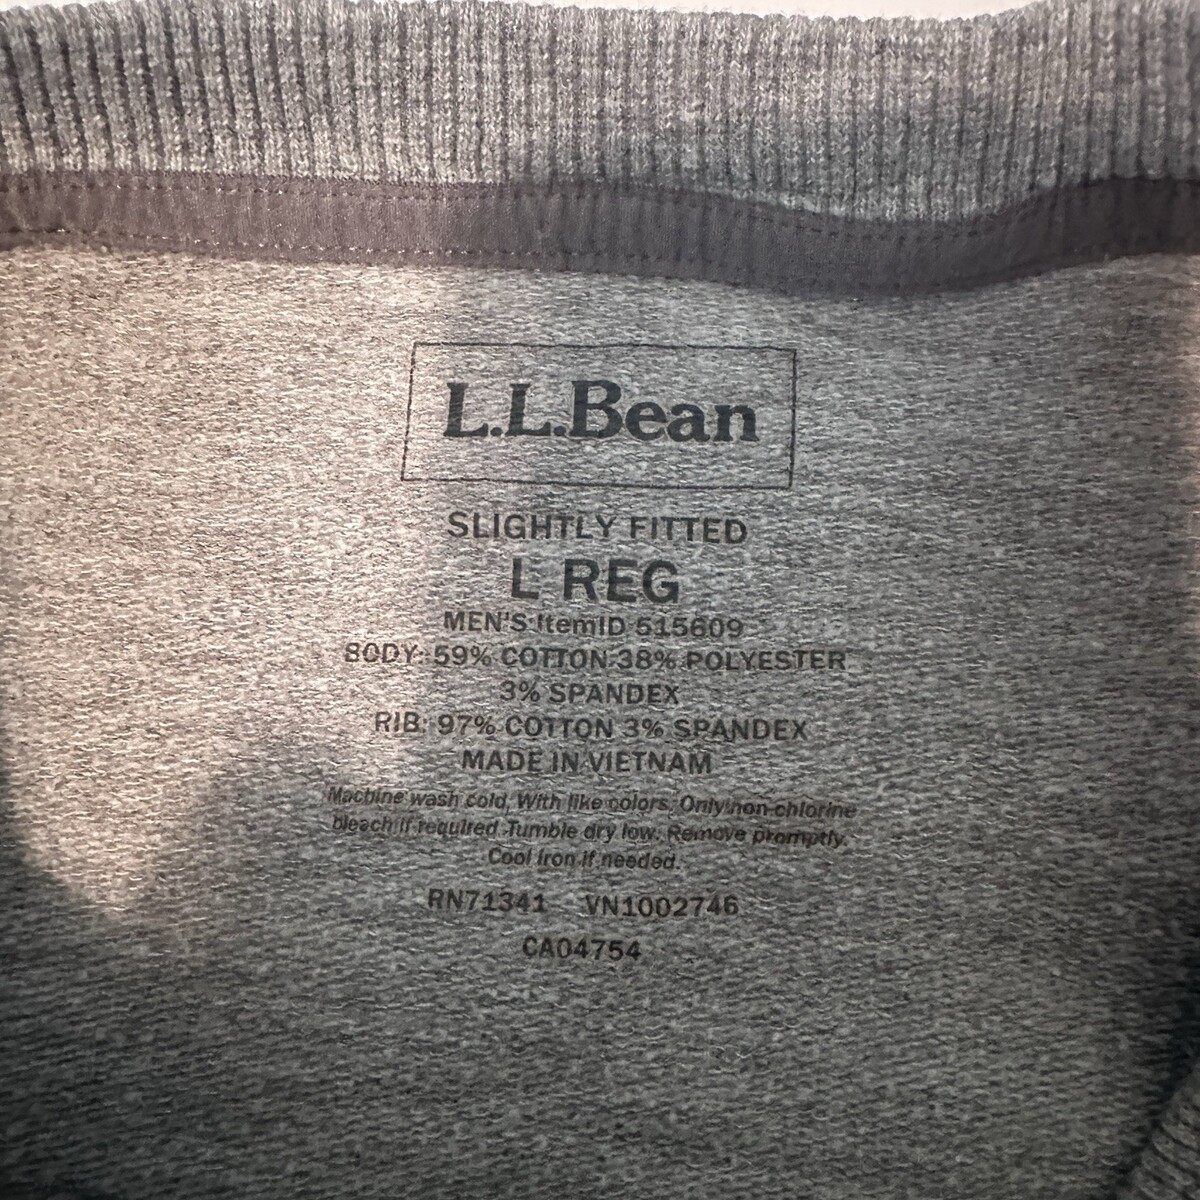 L.L.Bean
SLIGHTLY FITTED
L REG
MEN'S ItemID 515609
BODY: 59% COTTON 38% POLYESTER
3% SPANDEX
RIB: 97% COTTON 3% SPANDEX
MADE IN VIETNAM
Machine wash cold, With like colors, Only non-chlorine
bleach if required. Tumble dry low. Remove promptly.
Cool iron if needed.
RN71341 VN1002746
CA04754